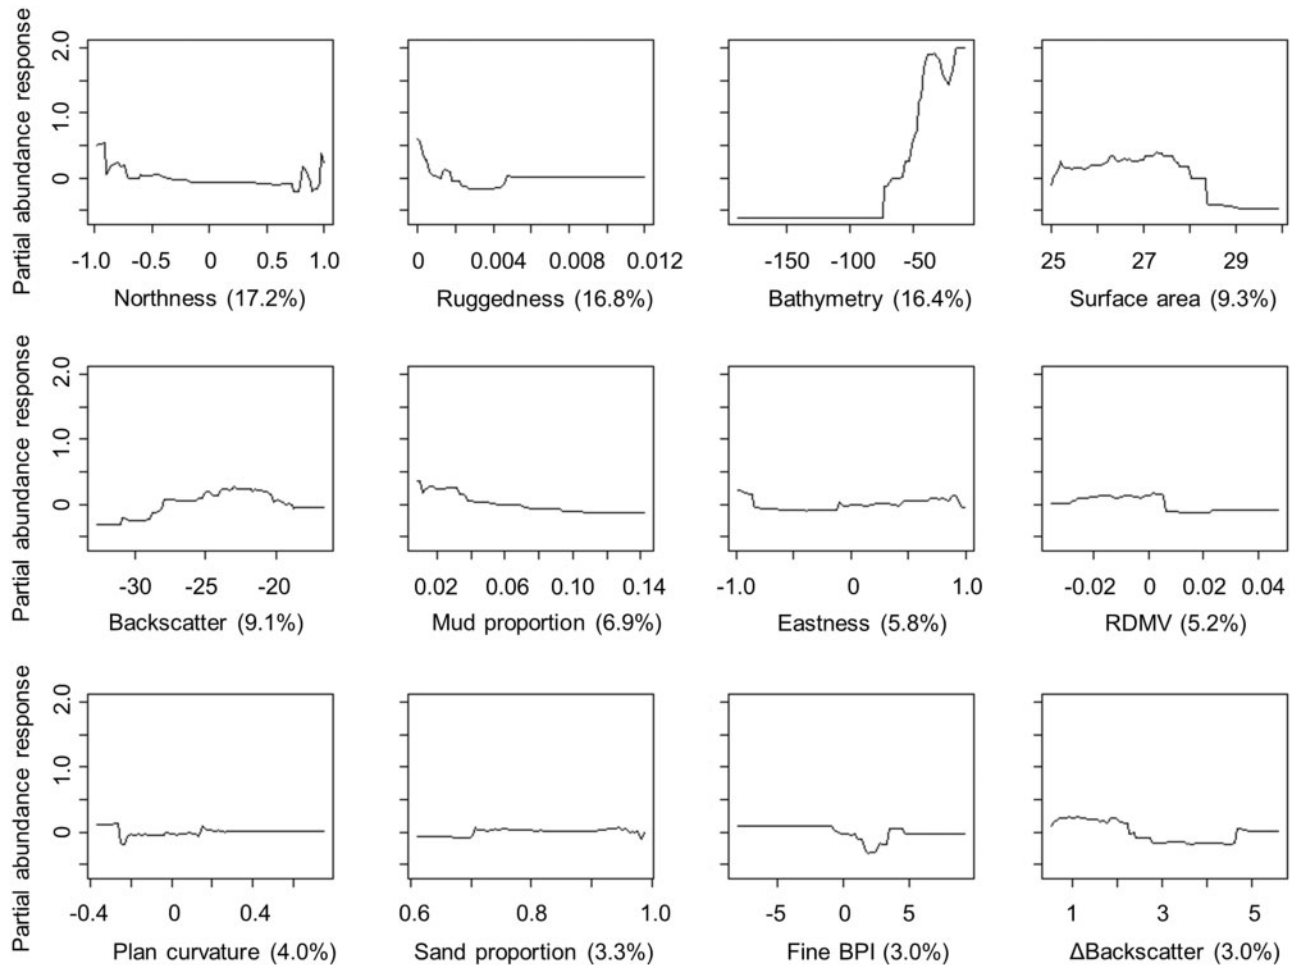 Partial abundance response
2.0
1.0
0
-1.0 -0.5 0 0.5 1.0
Northness (17.2%)
0 0.004 0.008 0.012
Ruggedness (16.8%)
-150 -100 -50
Bathymetry (16.4%)
25 27 29
Surface area (9.3%)
Partial abundance response
2.0
1.0
0
-30 -25 -20
Backscatter (9.1%)
0.02 0.06 0.10 0.14
Mud proportion (6.9%)
-1.0 0 1.0
Eastness (5.8%)
-0.02 0 0.02 0.04
RDMV (5.2%)
Partial abundance response
2.0
1.0
0
-0.4 0 0.4
Plan curvature (4.0%)
0.6 0.8 1.0
Sand proportion (3.3%)
-5 0 5
Fine BPI (3.0%)
1 3 5
ΔBackscatter (3.0%)